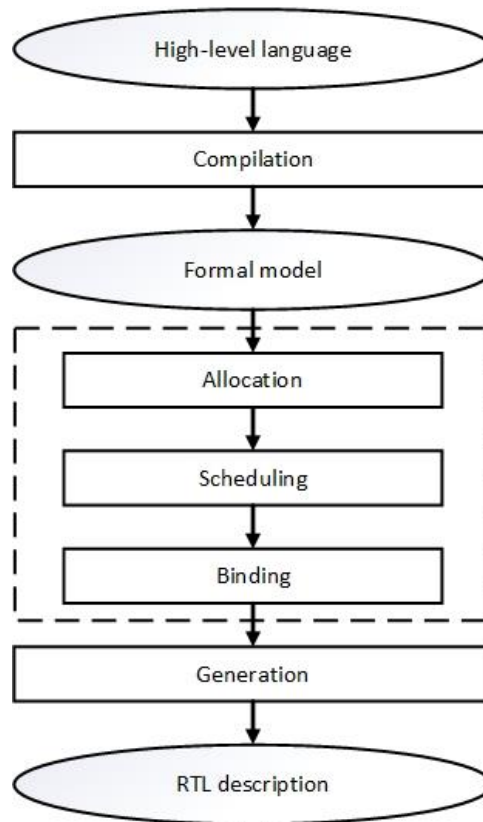 High-level language
Compilation
Formal model
Allocation
Scheduling
Binding
Generation
RTL description